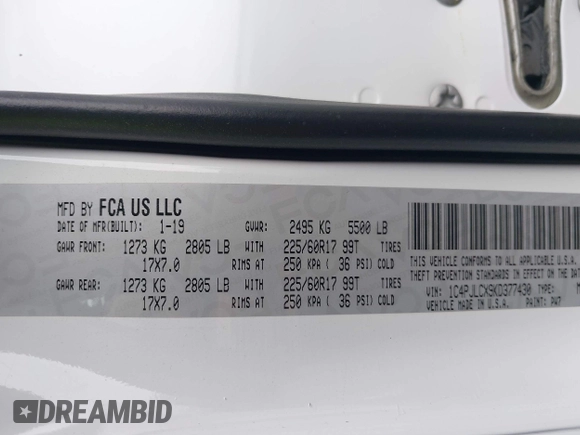 MFD BY FCA US LLC
DATE OF MFR(BUILT): 1-19 GVWR: 2495 KG 5500 LB
GAWR FRONT: 1273 KG 2805 LB WITH 225/60R17 99T TIRES
17X7.0 RIMS AT 250 KPA ( 36 PSI) COLD
GAWR REAR: 1273 KG 2805 LB WITH 225/60R17 99T TIRES
17X7.0 RIMS AT 250 KPA ( 36 PSI) COLD
THIS VEHICLE CONFORMS TO ALL APPLICABLE U.S.A.
THEFT PREVENTION STANDARDS IN EFFECT ON THE DA
VIN: 1C4PJLCX9KD377430 TYPE: M
VEHICLE MADE IN U.S.A. PAINT: PW7
DREAMBID